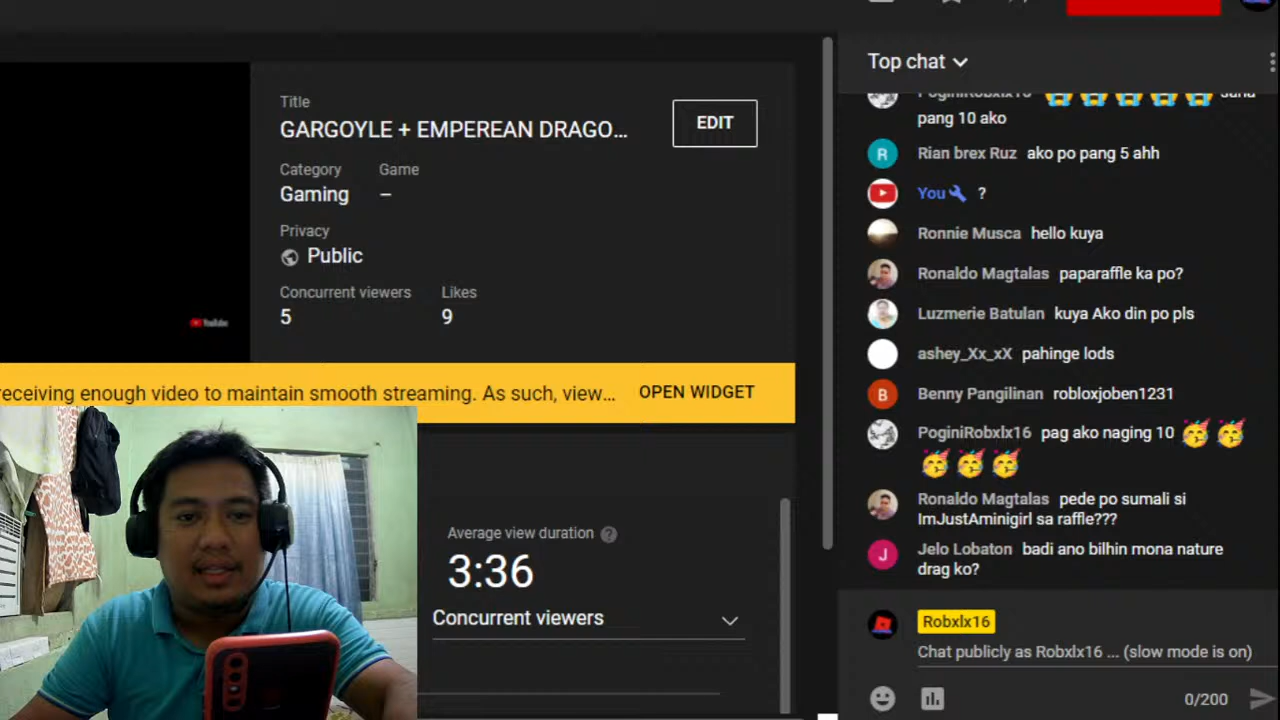 Title
GARGOYLE + EMPEREAN DRAGO...
EDIT
Category
Game
Gaming
–
Privacy
Public
Concurrent viewers
Likes
5
9
YouTube
receiving enough video to maintain smooth streaming. As such, view...
OPEN WIDGET
Average view duration ?
3:36
Concurrent viewers
Top chat
PoginiRobxlx16 😭😭😭😭😭 sana
pang 10 ako
R
Rian brex Ruz ako po pang 5 ahh
You ?
Ronnie Musca hello kuya
Ronaldo Magtalas paparaffle ka po?
Luzmerie Batulan kuya Ako din po pls
ashey_Xx_xX pahinge lods
B
Benny Pangilinan robloxjoben1231
PoginiRobxlx16 pag ako naging 10 🥳🥳
🥳🥳🥳
Ronaldo Magtalas pede po sumali si
ImJustAminigirl sa raffle???
J
Jelo Lobaton badi ano bilhin mona nature
drag ko?
Robxlx16
Chat publicly as Robxlx16 ... (slow mode is on)
0/200